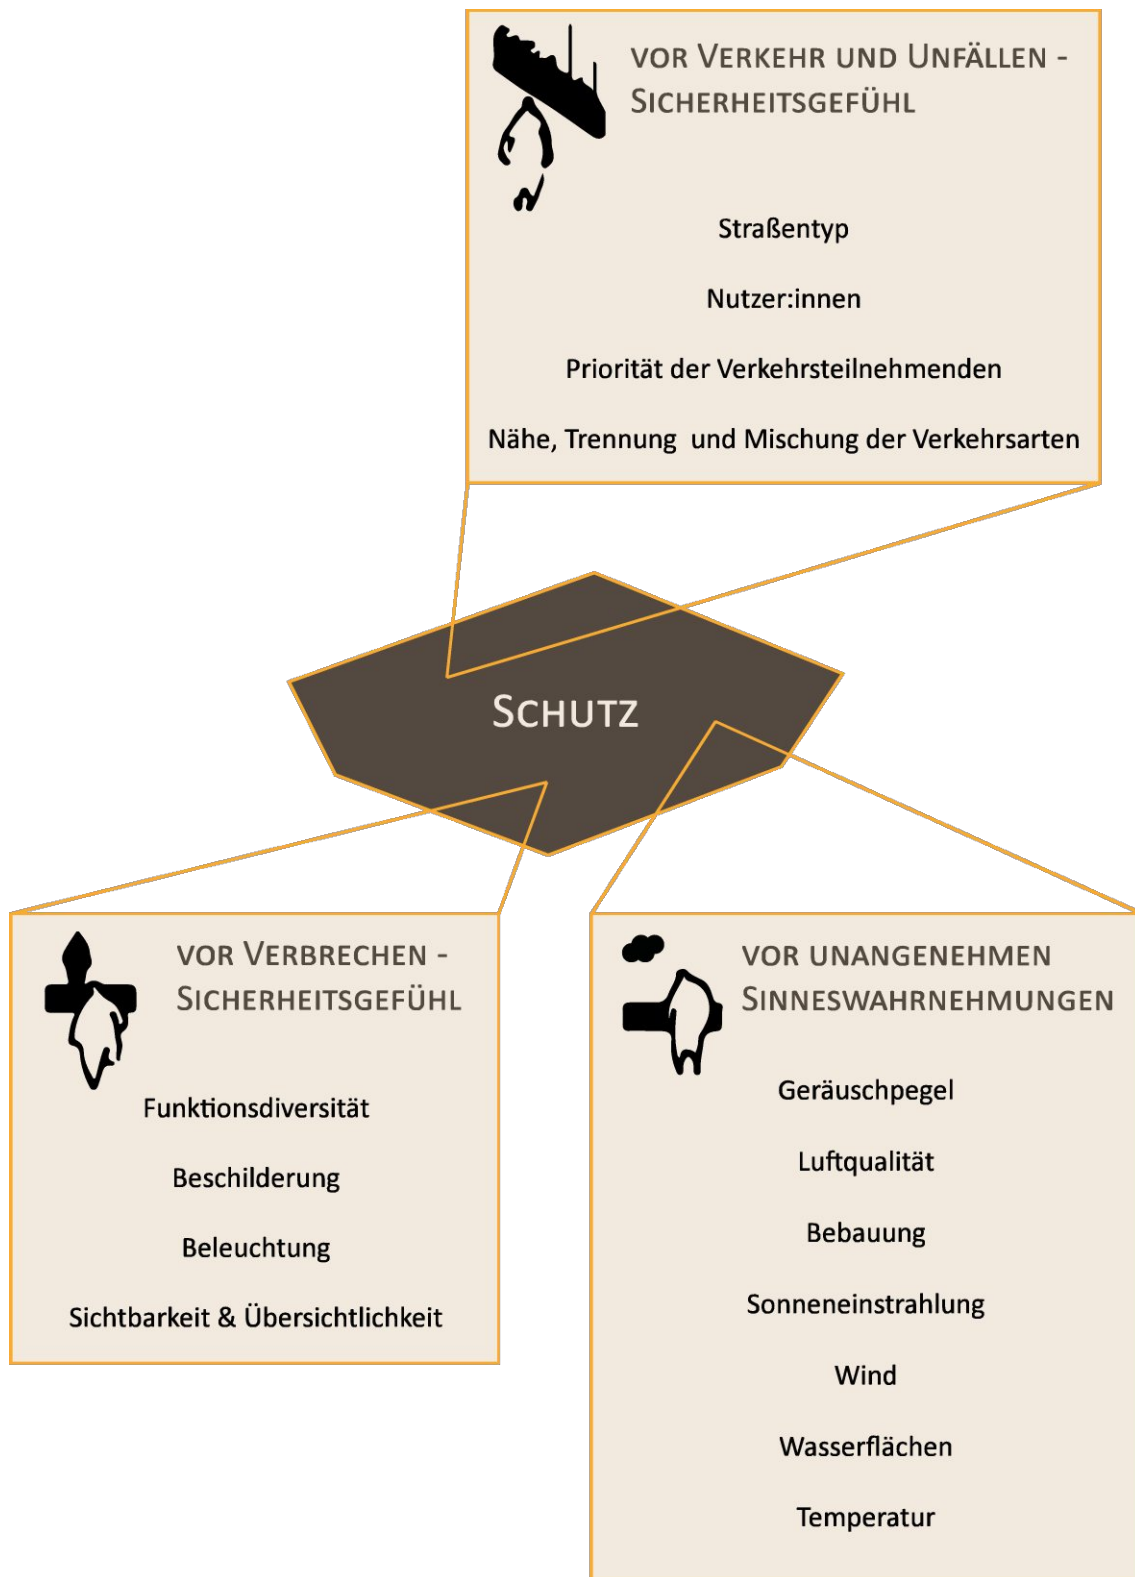 vor Verkehr und Unfällen -
Sicherheitsgefühl
Straßentyp
Nutzer:innen
Priorität der Verkehrsteilnehmenden
Nähe, Trennung und Mischung der Verkehrsarten
Schutz
vor Verbrechen -
Sicherheitsgefühl
Funktionsdiversität
Beschilderung
Beleuchtung
Sichtbarkeit & Übersichtlichkeit
vor unangenehmen
Sinneswahrnehmungen
Geräuschpegel
Luftqualität
Bebauung
Sonneneinstrahlung
Wind
Wasserflächen
Temperatur